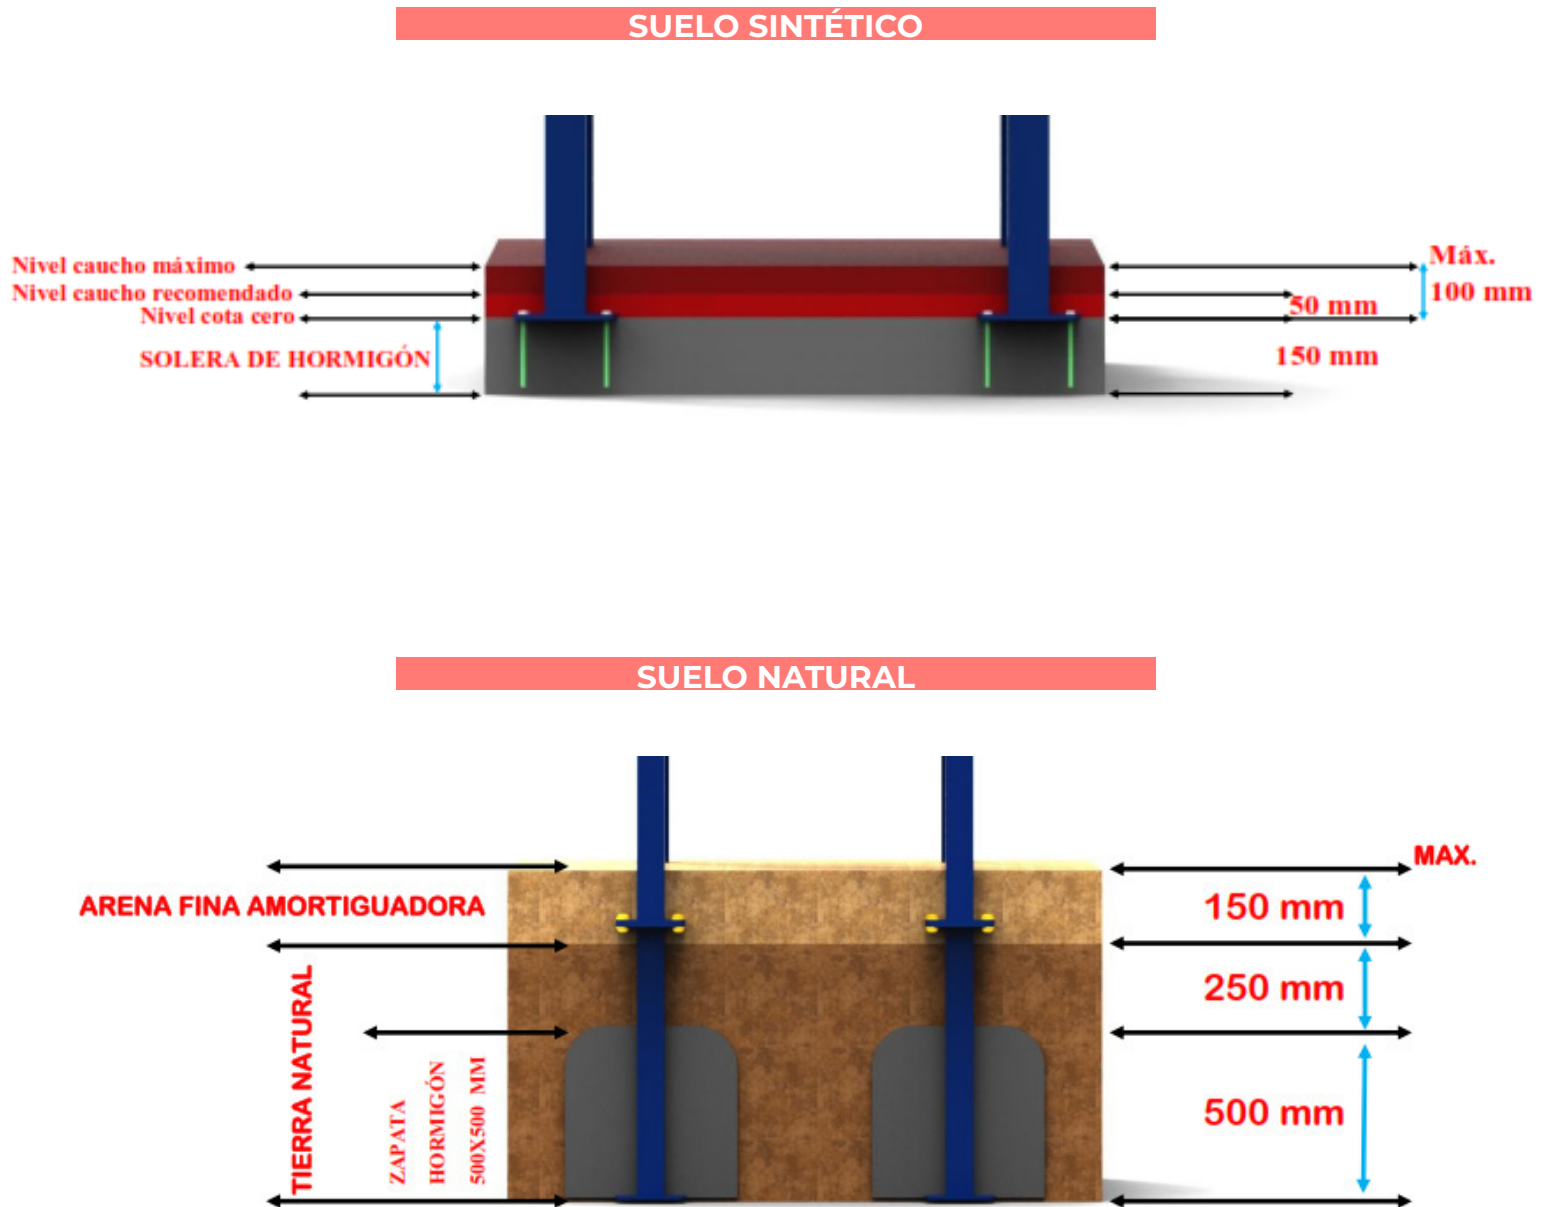 SUELO SINTÉTICO
Nivel caucho máximo
Nivel caucho recomendado
Nivel cota cero
SOLERA DE HORMIGÓN
Máx.
100 mm
50 mm
150 mm
SUELO NATURAL
ARENA FINA AMORTIGUADORA
TIERRA NATURAL
ZAPATA
HORMIGÓN
500X500 MM
MAX.
150 mm
250 mm
500 mm